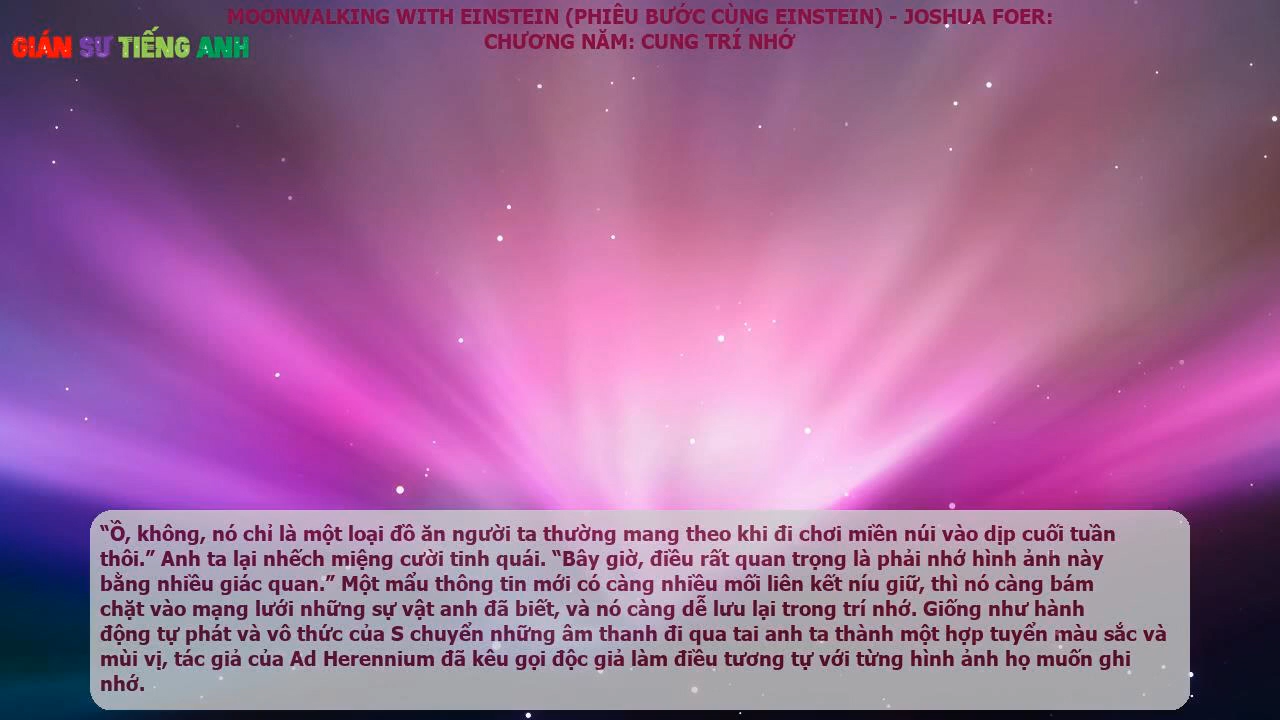 MOONWALKING WITH EINSTEIN (PHIÊU BƯỚC CÙNG EINSTEIN) - JOSHUA FOER:
CHƯƠNG NĂM: CUNG TRÍ NHỚ
GIÁN SƯ TIẾNG ANH
“Ồ, không, nó chỉ là một loại đồ ăn người ta thường mang theo khi đi chơi miền núi vào dịp cuối tuần
thôi.” Anh ta lại nhếch miệng cười tinh quái. “Bây giờ, điều rất quan trọng là phải nhớ hình ảnh này
bằng nhiều giác quan.” Một mẩu thông tin mới có càng nhiều mối liên kết níu giữ, thì nó càng bám
chặt vào mạng lưới những sự vật anh đã biết, và nó càng dễ lưu lại trong trí nhớ. Giống như hành
động tự phát và vô thức của S chuyển những âm thanh đi qua tai anh ta thành một hợp tuyển màu sắc và
mùi vị, tác giả của Ad Herennium đã kêu gọi độc giả làm điều tương tự với từng hình ảnh họ muốn ghi
nhớ.